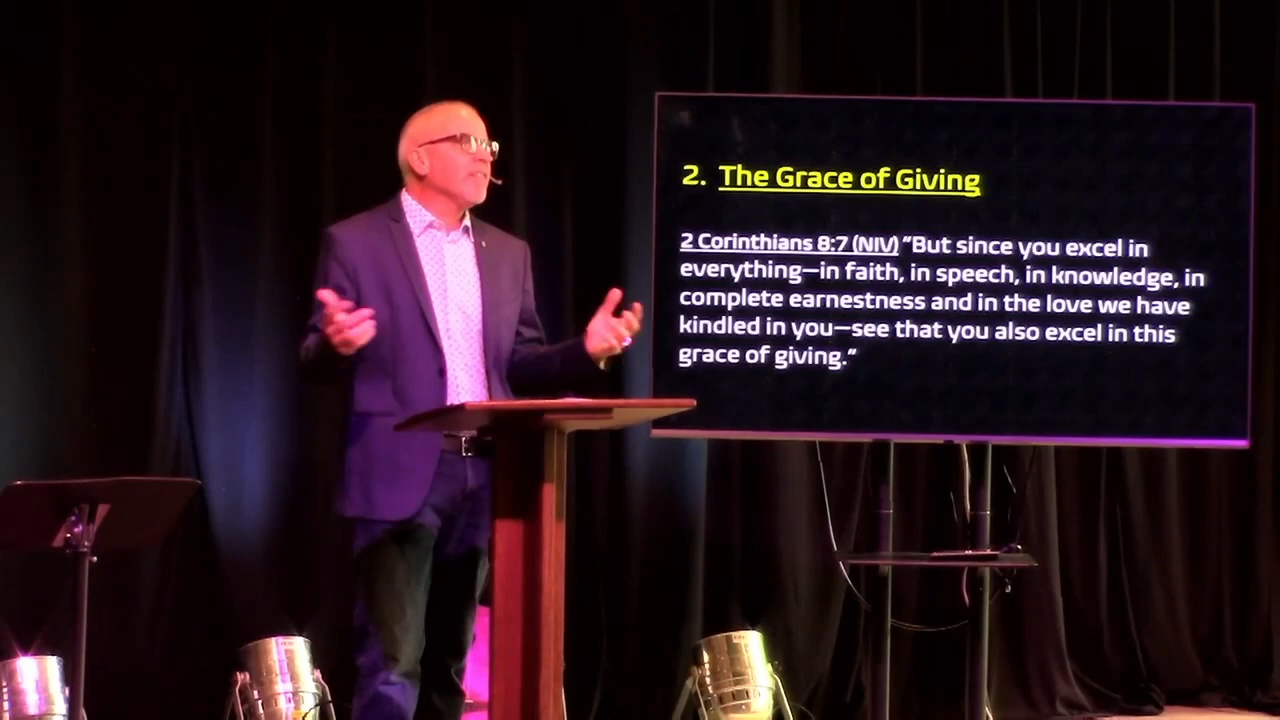 2. The Grace of Giving
2 Corinthians 8:7 (NIV) “But since you excel in
everything—in faith, in speech, in knowledge, in
complete earnestness and in the love we have
kindled in you—see that you also excel in this
grace of giving.”